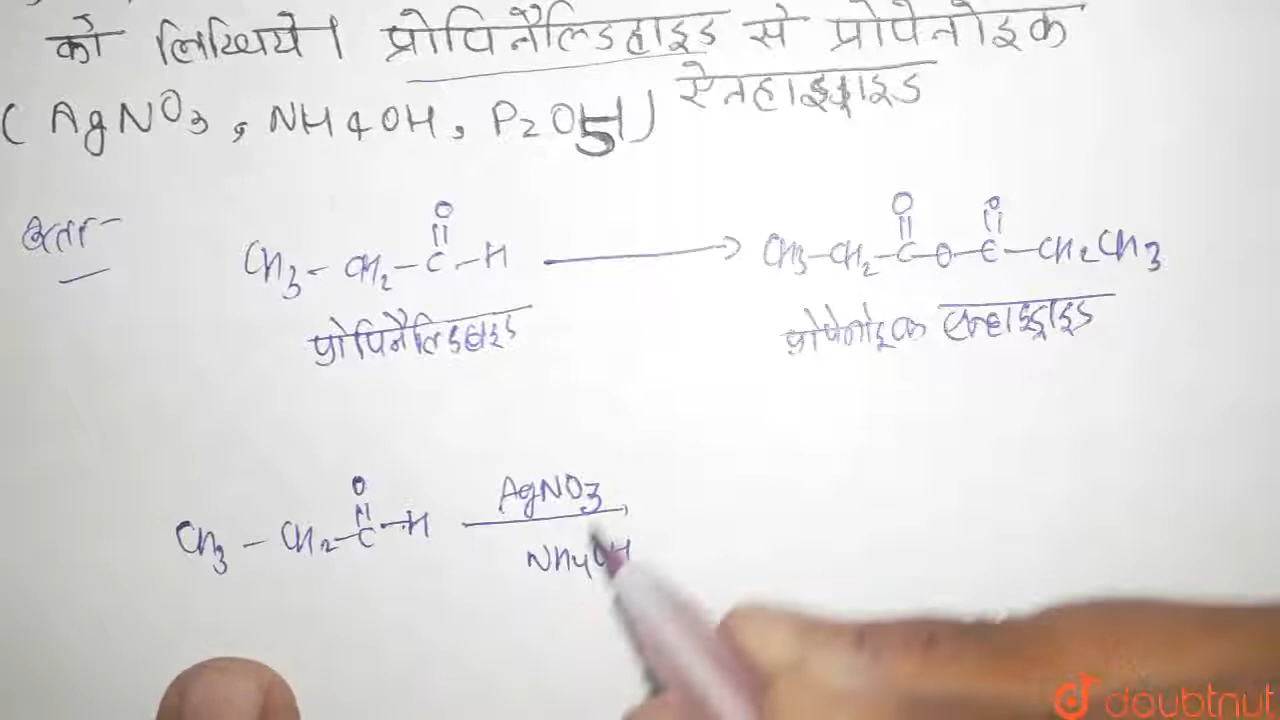 को लिखिये। प्रोपिनैल्डिहाइड से प्रोपेनोइक
ऐनहाइड्राइड
(AgNO3, NH4OH, P2O5)
उत्तर-
CH3-CH2-C-H → CH3-CH2-C-O-C-CH2CH3
O O O
प्रोपिनैल्डिहाइड प्रोपेनोइक एनहाइड्राइड
O
CH3-CH2-C-H AgNO3
NH4OH
doubtnut